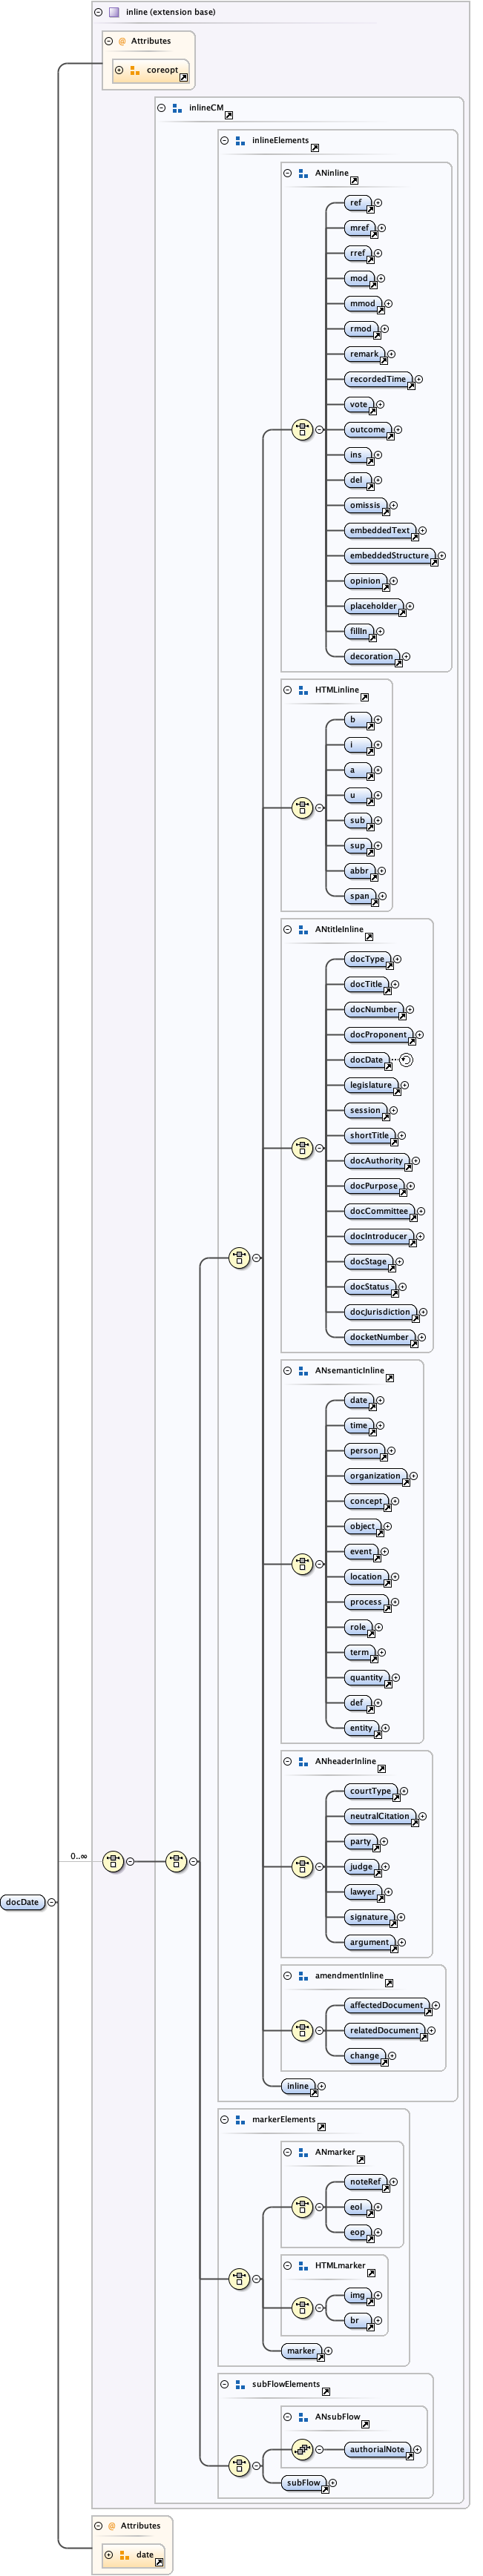 inline (extension base)
@ Attributes
coreopt
inlineCM
inlineElements
ANinline
ref
mref
rref
mod
mmod
rmod
remark
recordedTime
vote
outcome
ins
del
omissis
embeddedText
embeddedStructure
opinion
placeholder
fillIn
decoration
HTMLinline
b
i
a
u
sub
sup
abbr
span
ANtitleInline
docType
docTitle
docNumber
docProponent
docDate
legislature
session
shortTitle
docAuthority
docPurpose
docCommittee
docIntroducer
docStage
docStatus
docJurisdiction
docketNumber
ANsemanticInline
date
time
person
organization
concept
object
event
location
process
role
term
quantity
def
entity
ANheaderInline
courtType
neutralCitation
party
judge
lawyer
signature
argument
0..∞
docDate
amendmentInline
affectedDocument
relatedDocument
change
inline
markerElements
ANmarker
noteRef
eol
eop
HTMLmarker
img
br
marker
subFlowElements
ANsubFlow
authorialNote
subFlow
@ Attributes
date